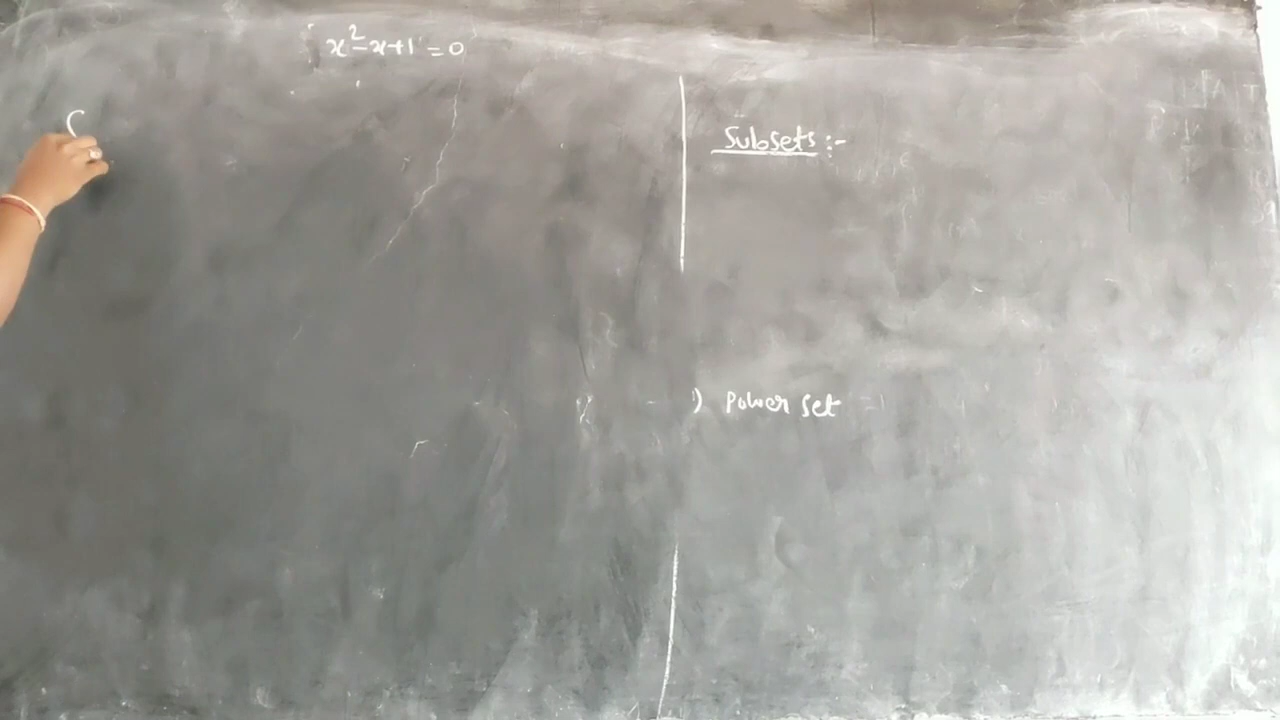 x²-x+1 = 0
Subsets :-
) Power set